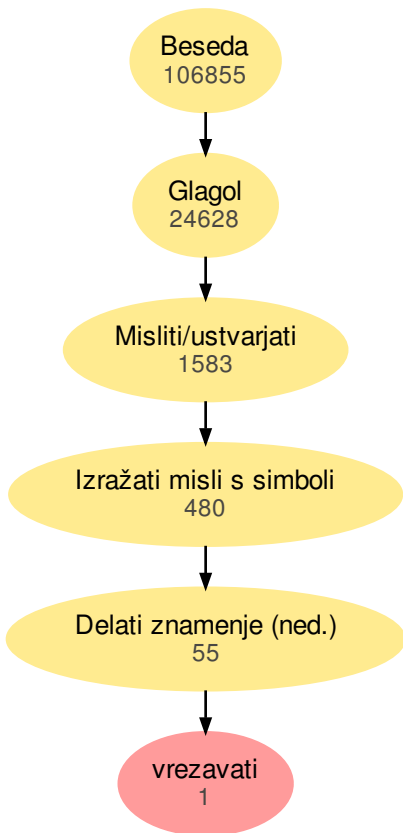 Beseda
106855
Glagol
24628
Misliti/ustvarjati
1583
Izražati misli s simboli
480
Delati znamenje (ned.)
55
vrezavati
1